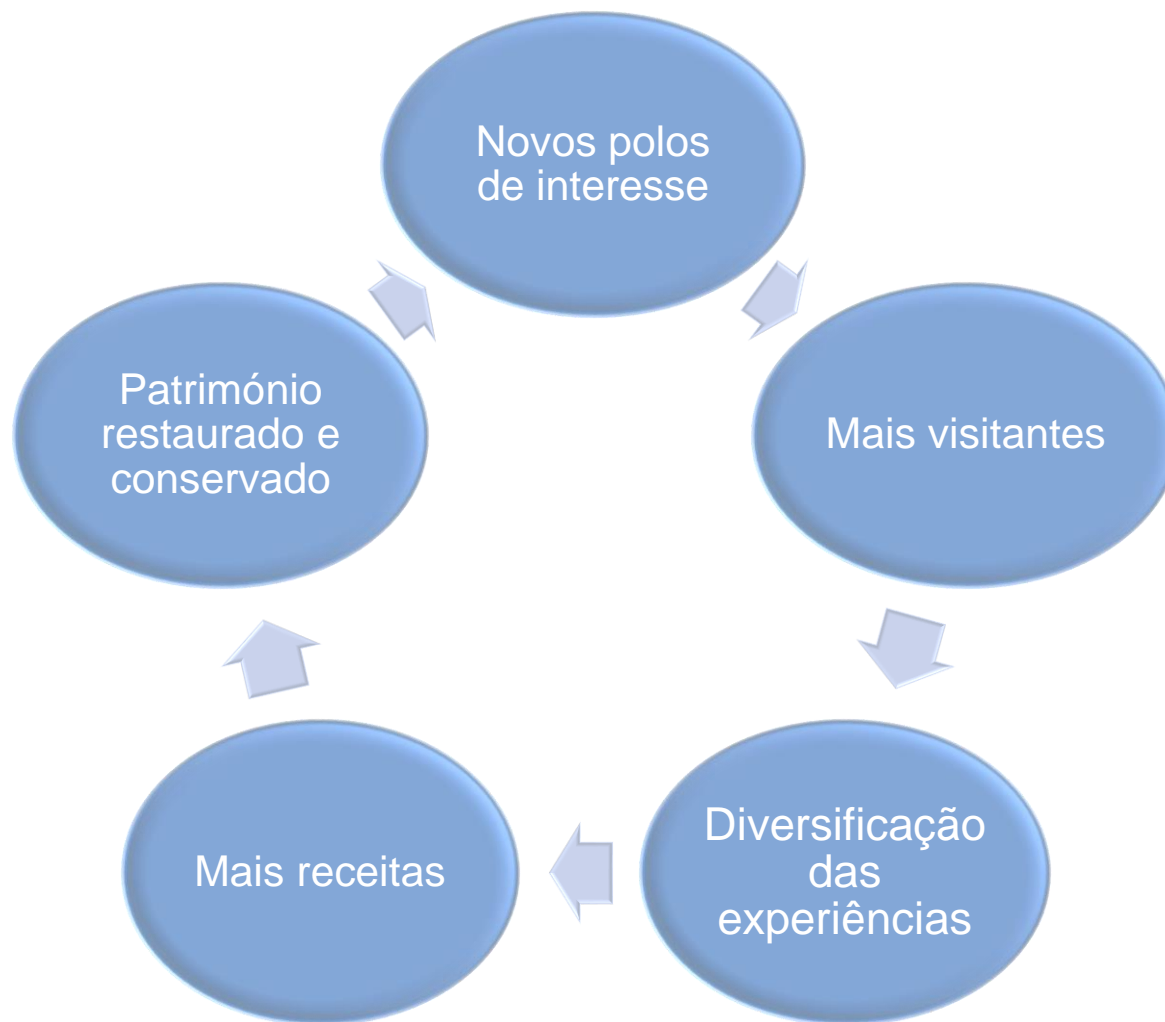 Novos polos
de interesse
Mais visitantes
Diversificação
das
experiências
Mais receitas
Património
restaurado e
conservado